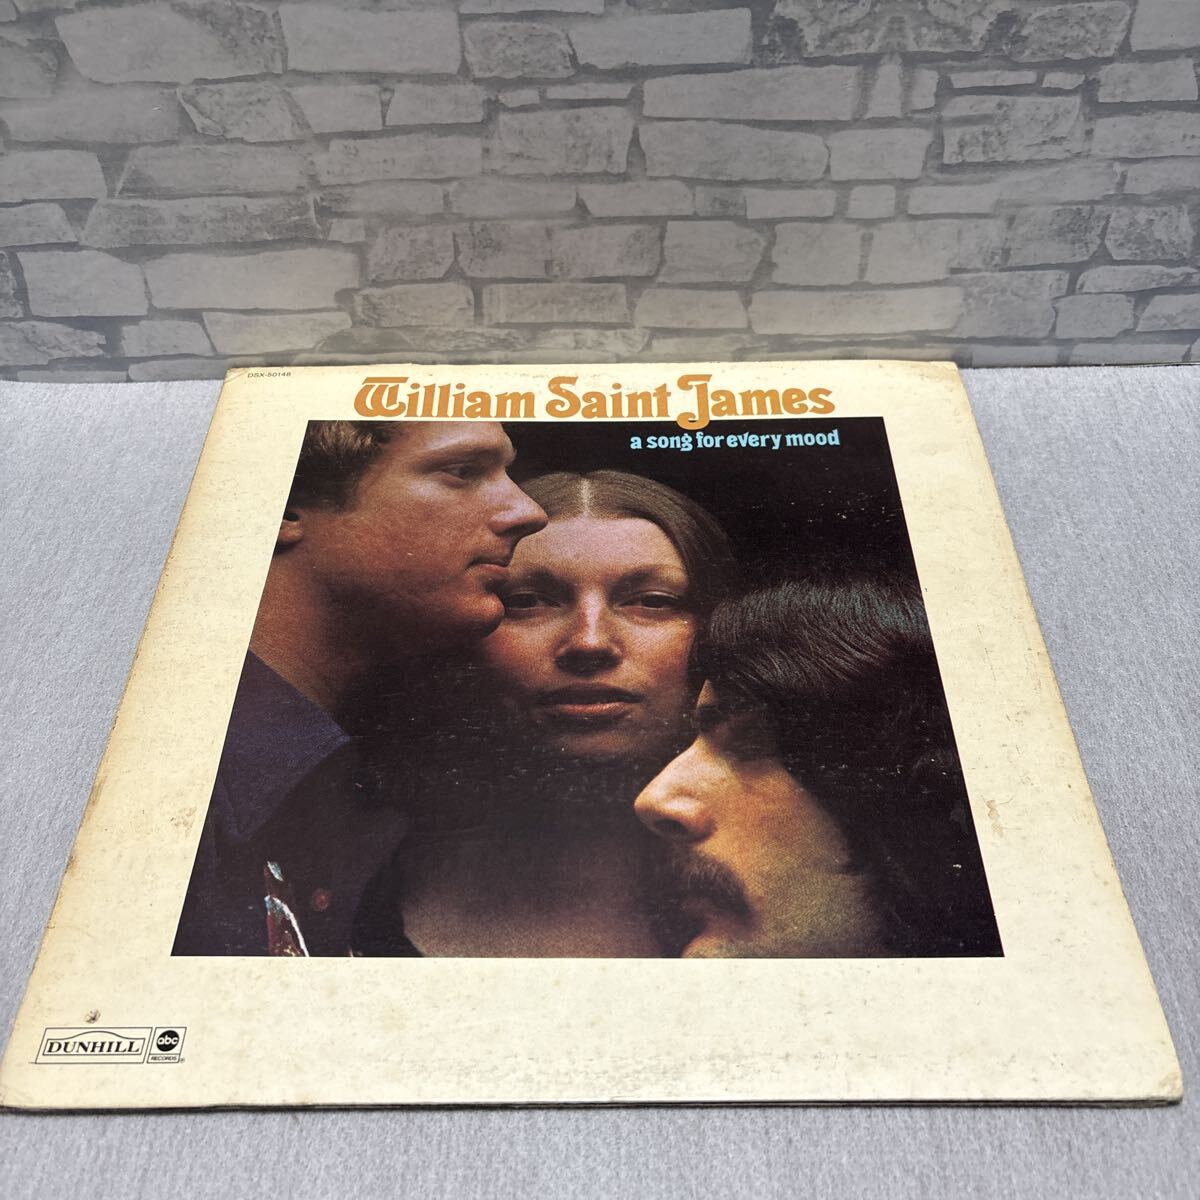 DSX-50148
William Saint James
a song for every mood
DUNHILL
abc
RECORDS